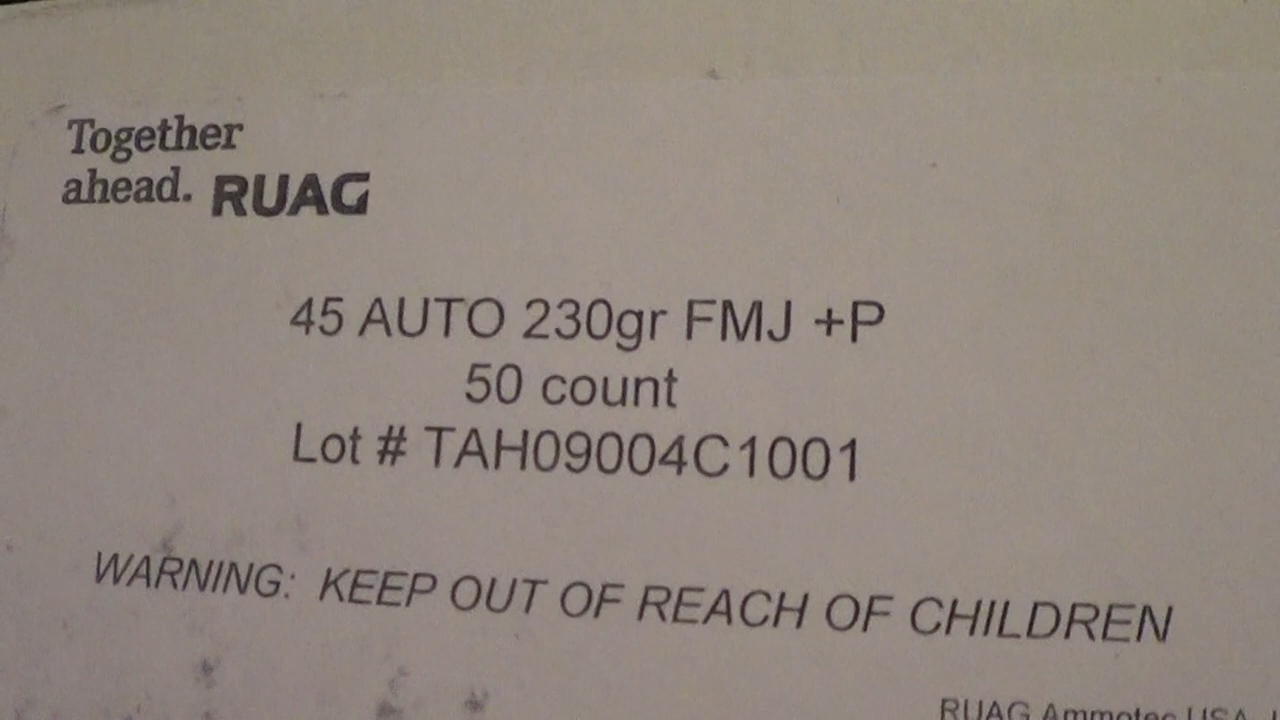 Together
ahead. RUAG
45 AUTO 230gr FMJ +P
50 count
Lot # TAH09004C1001
WARNING: KEEP OUT OF REACH OF CHILDREN
RUAG Ammotec USA